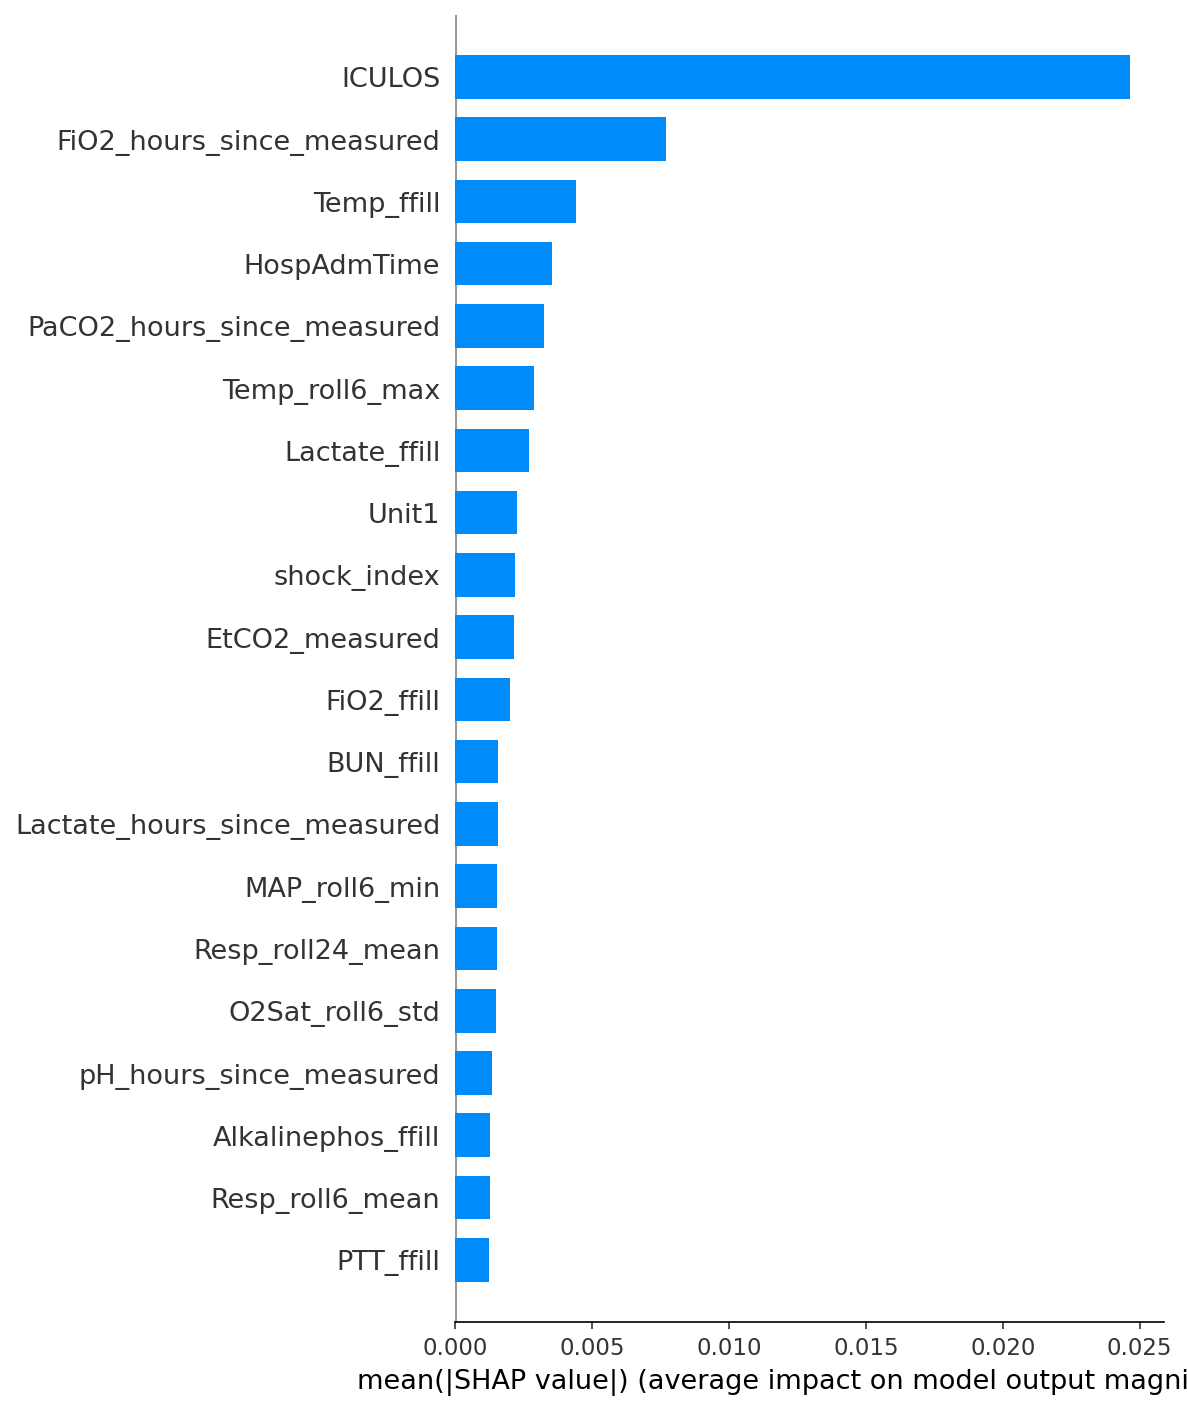 ICULOS
FiO2_hours_since_measured
Temp_ffill
HospAdmTime
PaCO2_hours_since_measured
Temp_roll6_max
Lactate_ffill
Unit1
shock_index
EtCO2_measured
FiO2_ffill
BUN_ffill
Lactate_hours_since_measured
MAP_roll6_min
Resp_roll24_mean
O2Sat_roll6_std
pH_hours_since_measured
Alkalinephos_ffill
Resp_roll6_mean
PTT_ffill
0.000 0.005 0.010 0.015 0.020 0.025
mean(|SHAP value|) (average impact on model output magni